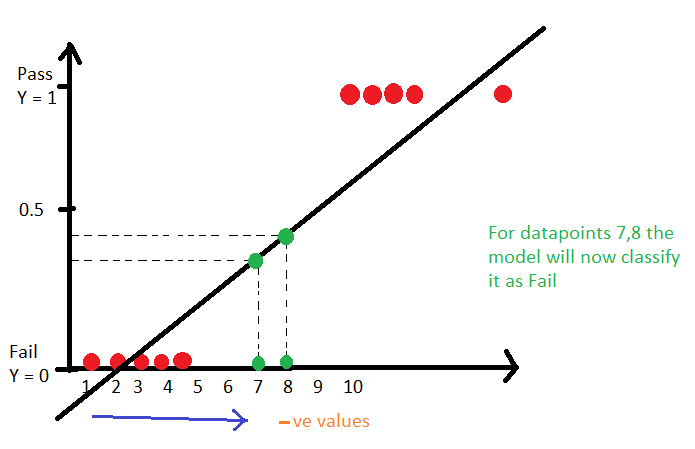 Pass
Y = 1
0.5
For datapoints 7,8 the
model will now classify
it as Fail
Fail
Y = 0
1 2 3 4 5 6 7 8 9 10
-ve values